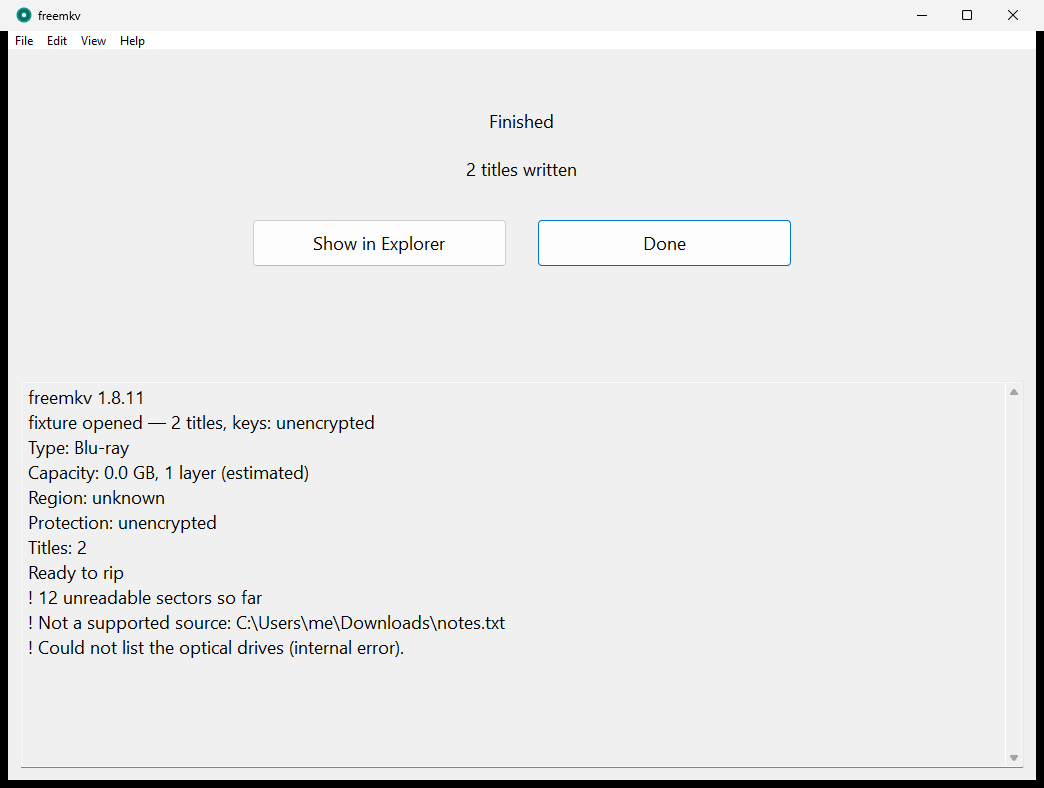 freemkv
File Edit View Help
Finished
2 titles written
Show in Explorer Done
freemkv 1.8.11
fixture opened — 2 titles, keys: unencrypted
Type: Blu-ray
Capacity: 0.0 GB, 1 layer (estimated)
Region: unknown
Protection: unencrypted
Titles: 2
Ready to rip
! 12 unreadable sectors so far
! Not a supported source: C:\Users\me\Downloads\notes.txt
! Could not list the optical drives (internal error).